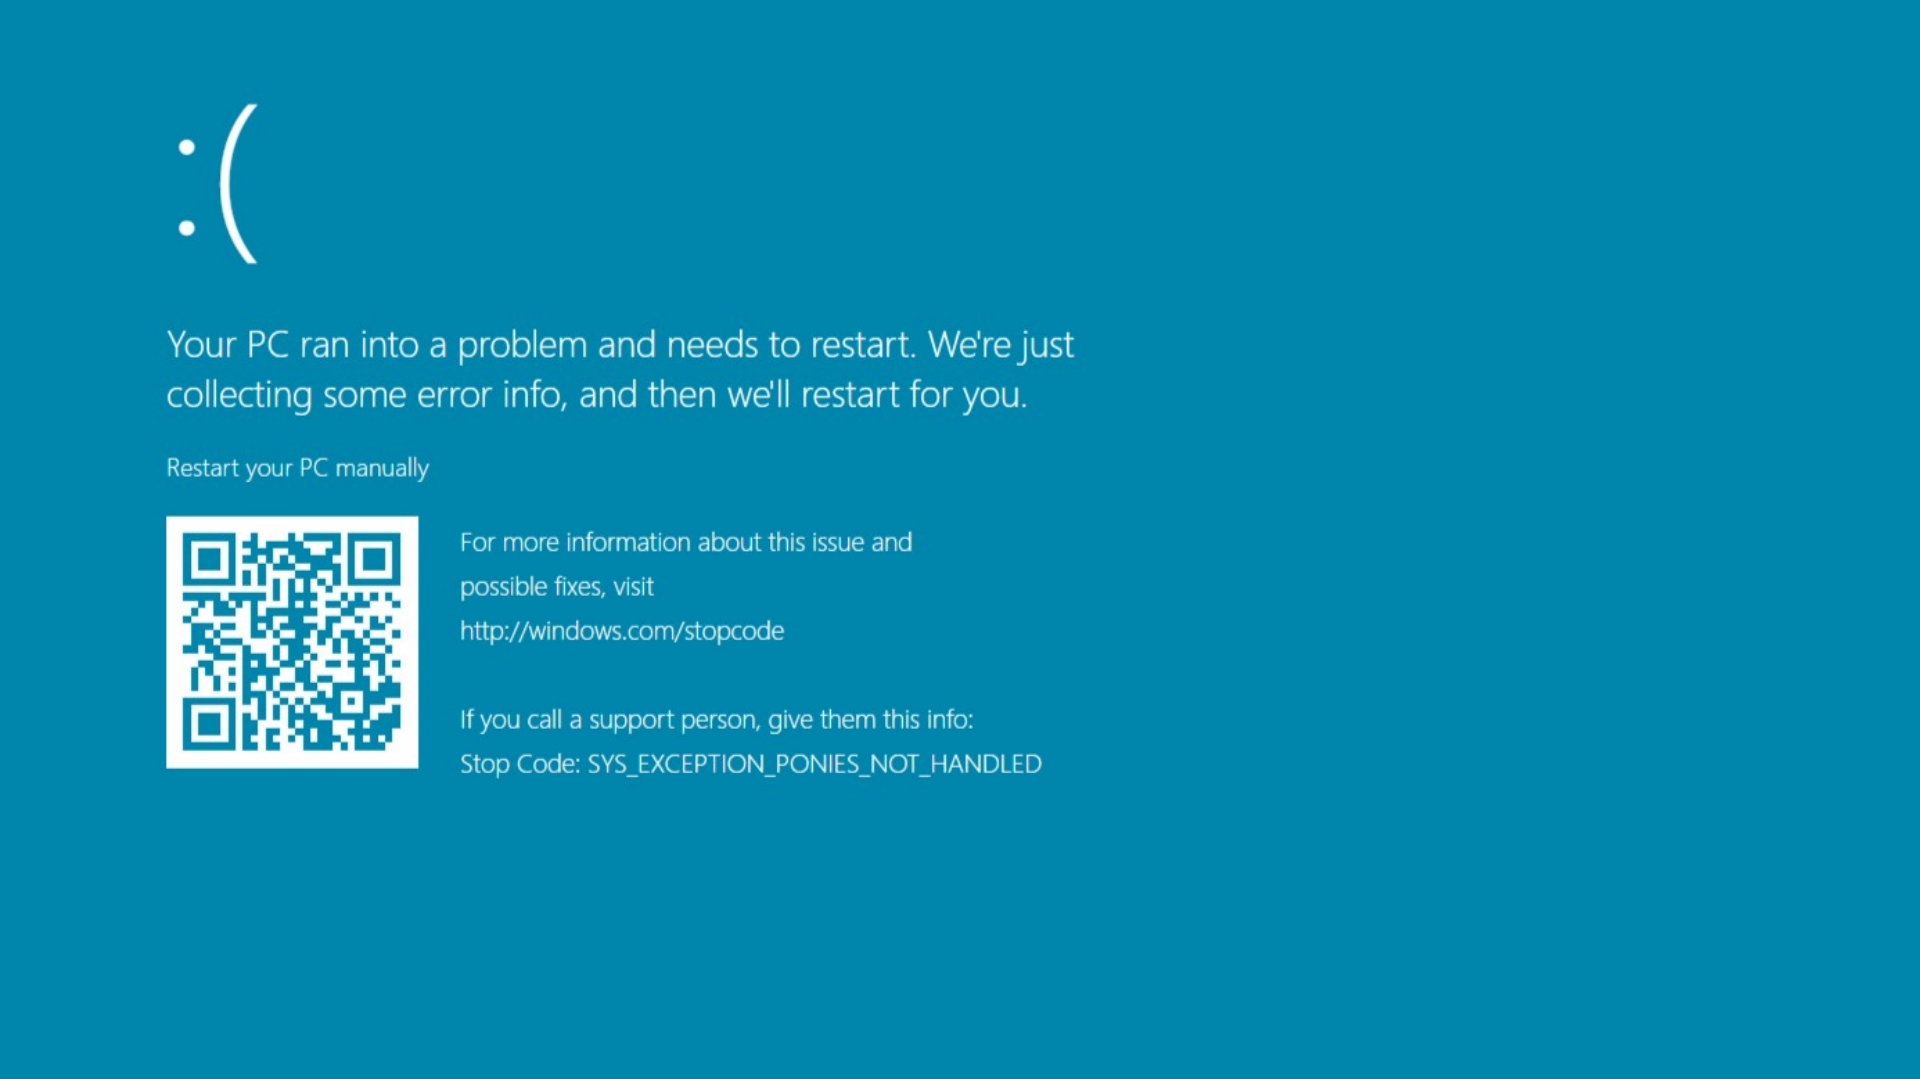 :(
Your PC ran into a problem and needs to restart. We're just
collecting some error info, and then we'll restart for you.
Restart your PC manually
For more information about this issue and
possible fixes, visit
http://windows.com/stopcode
If you call a support person, give them this info:
Stop Code: SYS_EXCEPTION_PONIES_NOT_HANDLED